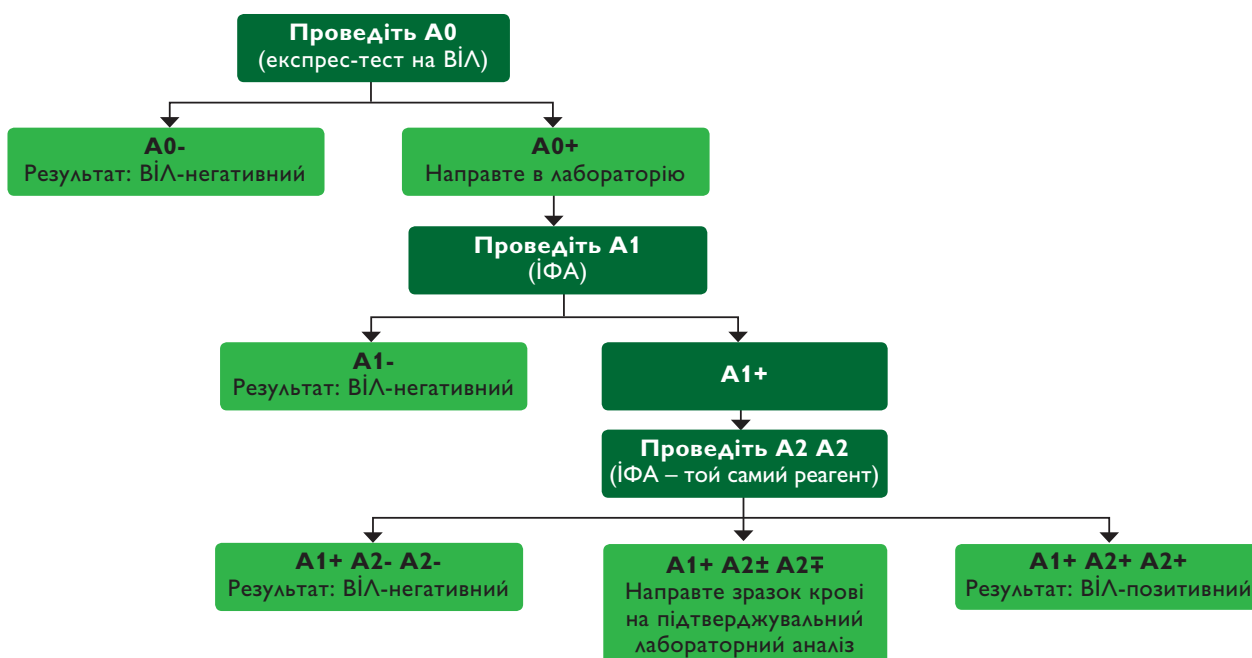 Проведіть А0
(експрес-тест на ВІЛ)
А0-
Результат: ВІЛ-негативний
А0+
Направте в лабораторію
Проведіть А1
(ІФА)
А1-
Результат: ВІЛ-негативний
А1+
Проведіть А2 А2
(ІФА – той самий реагент)
А1+ А2- А2-
Результат: ВІЛ-негативний
А1+ А2± А2∓
Направте зразок крові
на підтверджувальний
лабораторний аналіз
А1+ А2+ А2+
Результат: ВІЛ-позитивний